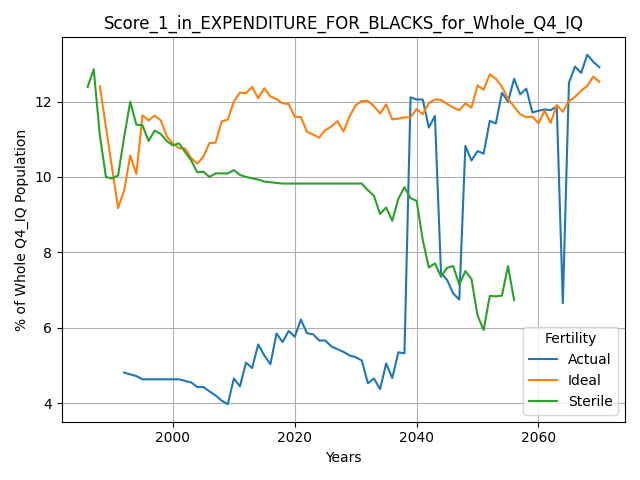 Score_1_in_EXPENDITURE_FOR_BLACKS_for_Whole_Q4_IQ
% of Whole Q4_IQ Population
12
10
8
6
4
Fertility
Actual
Ideal
Sterile
2000
2020
2040
2060
Years